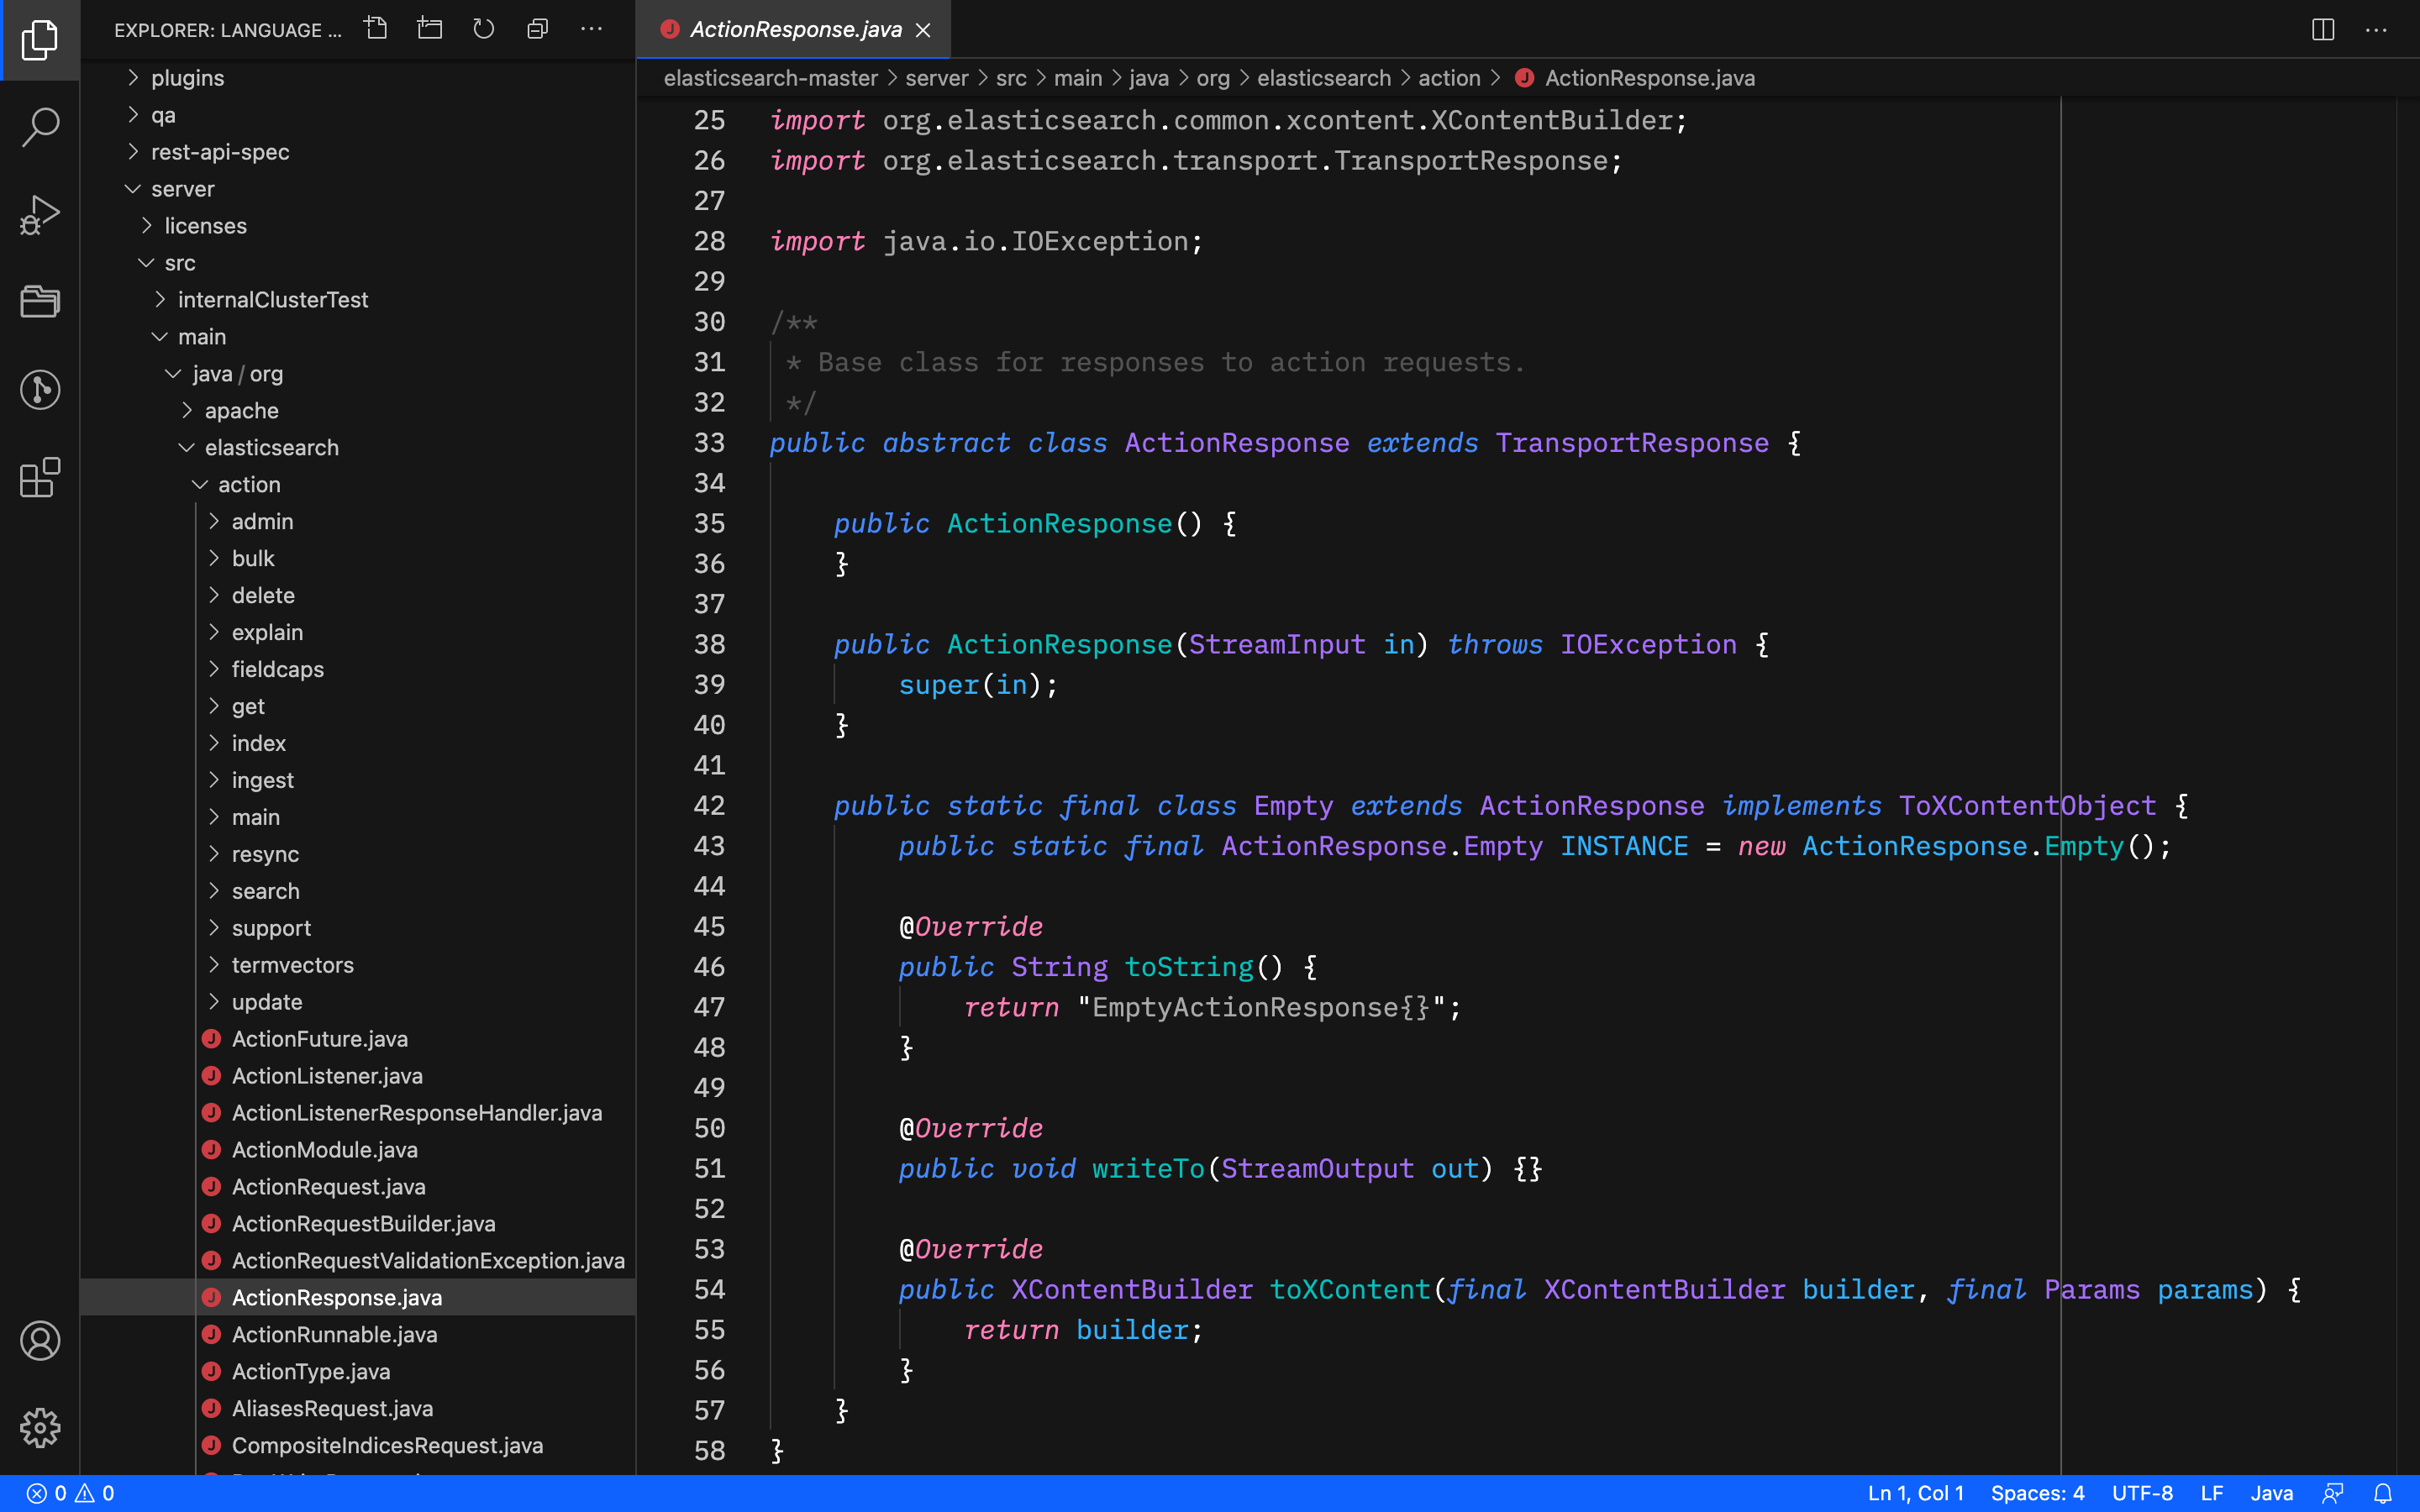 EXPLORER: LANGUAGE ...
plugins
qa
rest-api-spec
server
licenses
src
internalClusterTest
main
java / org
apache
elasticsearch
action
admin
bulk
delete
explain
fieldcaps
get
index
ingest
main
resync
search
support
termvectors
update
ActionFuture.java
ActionListener.java
ActionListenerResponseHandler.java
ActionModule.java
ActionRequest.java
ActionRequestBuilder.java
ActionRequestValidationException.java
ActionResponse.java
ActionRunnable.java
ActionType.java
AliasesRequest.java
CompositeIndicesRequest.java
ActionResponse.java
elasticsearch-master > server > src > main > java > org > elasticsearch > action > ActionResponse.java
25 import org.elasticsearch.common.xcontent.XContentBuilder;
26 import org.elasticsearch.transport.TransportResponse;
27
28 import java.io.IOException;
29
30 /**
31  * Base class for responses to action requests.
32  */
33 public abstract class ActionResponse extends TransportResponse {
34
35     public ActionResponse() {
36     }
37
38     public ActionResponse(StreamInput in) throws IOException {
39         super(in);
40     }
41
42     public static final class Empty extends ActionResponse implements ToXContentObject {
43         public static final ActionResponse.Empty INSTANCE = new ActionResponse.Empty();
44
45         @Override
46         public String toString() {
47             return "EmptyActionResponse{}";
48         }
49
50         @Override
51         public void writeTo(StreamOutput out) {}
52
53         @Override
54         public XContentBuilder toXContent(final XContentBuilder builder, final Params params) {
55             return builder;
56         }
57     }
58 }
0 0
Ln 1, Col 1 Spaces: 4 UTF-8 LF Java